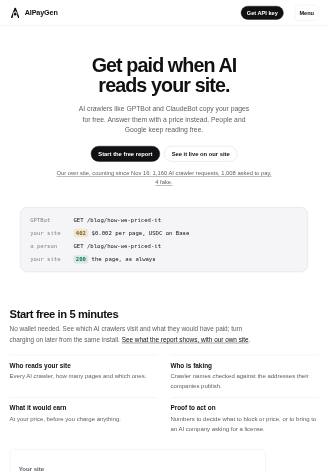 AIPayGen
Get API key
Menu
Get paid when AI
reads your site.
AI crawlers like GPTBot and ClaudeBot copy your pages
for free. Answer them with a price instead. People and
Google keep reading free.
Start the free report
See it live on our site
Our own site, counting since Nov 16: 1,160 AI crawler requests, 1,008 asked to pay,
4 fake.
GPTBot GET /blog/how-we-priced-it
your site 402 $0.002 per page, USDC on Base
a person GET /blog/how-we-priced-it
your site 200 the page, as always
Start free in 5 minutes
No wallet needed. See which AI crawlers visit and what they would have paid; turn
charging on later from the same install. See what the report shows, with our own site.
Who reads your site
Every AI crawler, how many pages and which ones.
Who is faking
Crawler names checked against the addresses their
companies publish.
What it would earn
At your price, before you charge anything.
Proof to act on
Numbers to decide what to block or price, or to bring to
an AI company asking for a license.
Your site